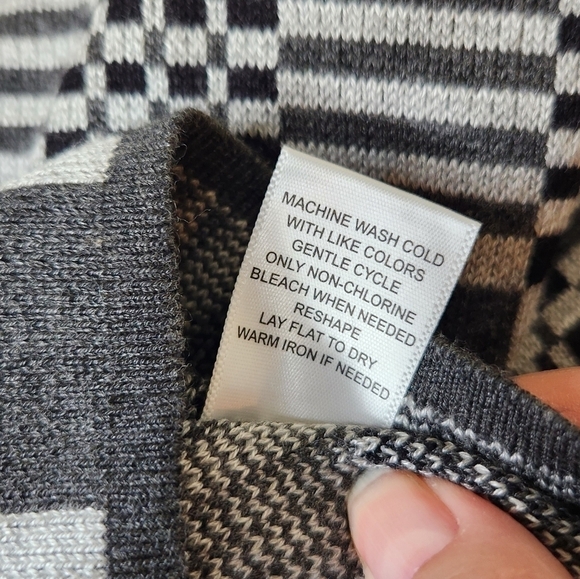 MACHINE WASH COLD
WITH LIKE COLORS
GENTLE CYCLE
ONLY NON-CHLORINE
BLEACH WHEN NEEDED
RESHAPE
LAY FLAT TO DRY
WARM IRON IF NEEDED